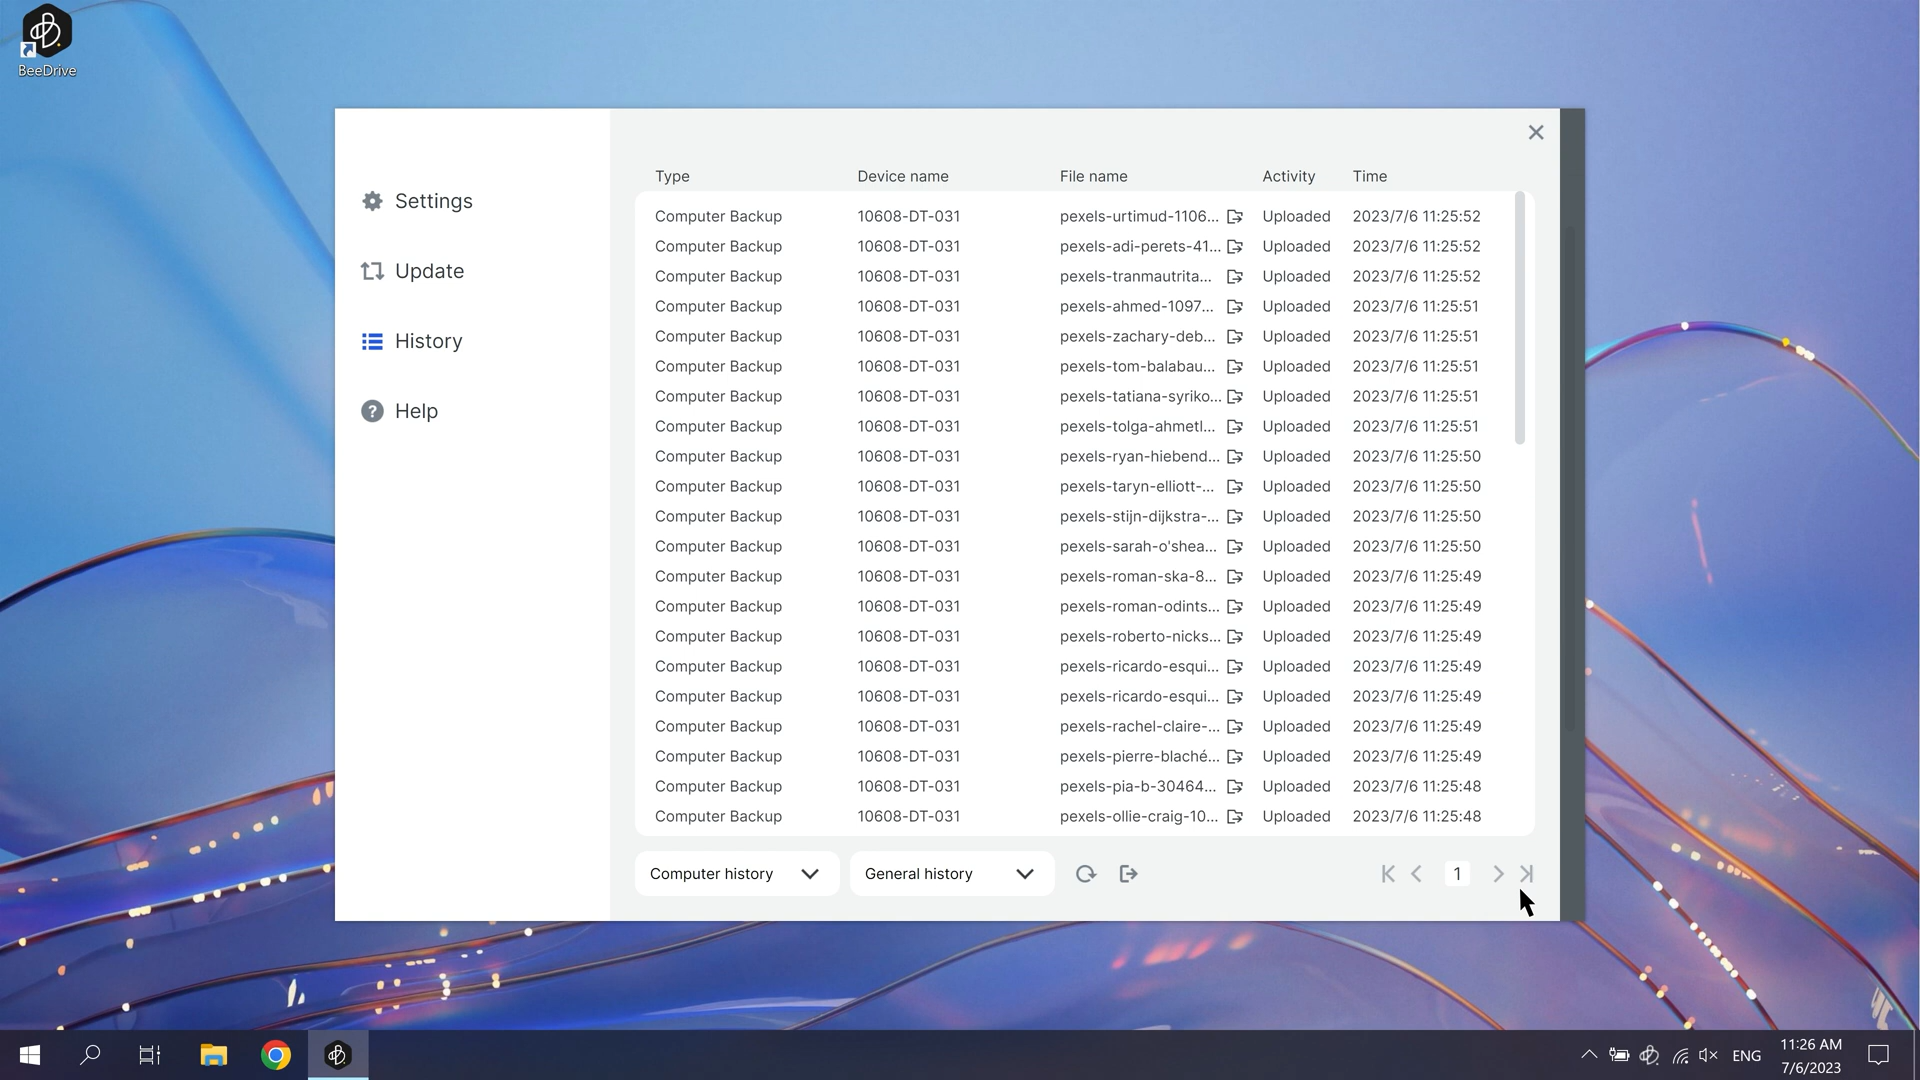 BeeDrive
Settings
Update
History
Help
Type Device name File name Activity Time
Computer Backup 10608-DT-031 pexels-urtimud-1106... Uploaded 2023/7/6 11:25:52
Computer Backup 10608-DT-031 pexels-adi-perets-41... Uploaded 2023/7/6 11:25:52
Computer Backup 10608-DT-031 pexels-tranmautrita... Uploaded 2023/7/6 11:25:52
Computer Backup 10608-DT-031 pexels-ahmed-1097... Uploaded 2023/7/6 11:25:51
Computer Backup 10608-DT-031 pexels-zachary-deb... Uploaded 2023/7/6 11:25:51
Computer Backup 10608-DT-031 pexels-tom-balabau... Uploaded 2023/7/6 11:25:51
Computer Backup 10608-DT-031 pexels-tatiana-syriko... Uploaded 2023/7/6 11:25:51
Computer Backup 10608-DT-031 pexels-tolga-ahmetl... Uploaded 2023/7/6 11:25:51
Computer Backup 10608-DT-031 pexels-ryan-hiebend... Uploaded 2023/7/6 11:25:50
Computer Backup 10608-DT-031 pexels-taryn-elliott-... Uploaded 2023/7/6 11:25:50
Computer Backup 10608-DT-031 pexels-stijn-dijkstra-... Uploaded 2023/7/6 11:25:50
Computer Backup 10608-DT-031 pexels-sarah-o'shea... Uploaded 2023/7/6 11:25:50
Computer Backup 10608-DT-031 pexels-roman-ska-8... Uploaded 2023/7/6 11:25:49
Computer Backup 10608-DT-031 pexels-roman-odints... Uploaded 2023/7/6 11:25:49
Computer Backup 10608-DT-031 pexels-roberto-nicks... Uploaded 2023/7/6 11:25:49
Computer Backup 10608-DT-031 pexels-ricardo-esqui... Uploaded 2023/7/6 11:25:49
Computer Backup 10608-DT-031 pexels-ricardo-esqui... Uploaded 2023/7/6 11:25:49
Computer Backup 10608-DT-031 pexels-rachel-claire-... Uploaded 2023/7/6 11:25:49
Computer Backup 10608-DT-031 pexels-pierre-blaché... Uploaded 2023/7/6 11:25:49
Computer Backup 10608-DT-031 pexels-pia-b-30464... Uploaded 2023/7/6 11:25:48
Computer Backup 10608-DT-031 pexels-ollie-craig-10... Uploaded 2023/7/6 11:25:48
Computer history General history 1
ENG 11:26 AM
7/6/2023